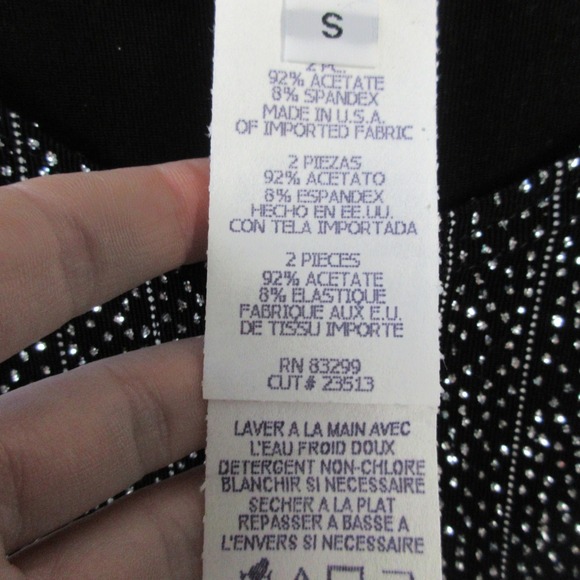 S
2 PC.
92% ACETATE
8% SPANDEX
MADE IN U.S.A.
OF IMPORTED FABRIC
2 PIEZAS
92% ACETATO
8% ESPANDEX
HECHO EN EE.UU.
CON TELA IMPORTADA
2 PIECES
92% ACETATE
8% ELASTIQUE
FABRIQUE AUX E.U.
DE TISSU IMPORTE
RN 83299
CUT# 23513
LAVER A LA MAIN AVEC
L'EAU FROID DOUX
DETERGENT NON-CHLORE
BLANCHIR SI NECESSAIRE
SECHER A LA PLAT
REPASSER A BASSE A
L'ENVERS SI NECESSAIRE